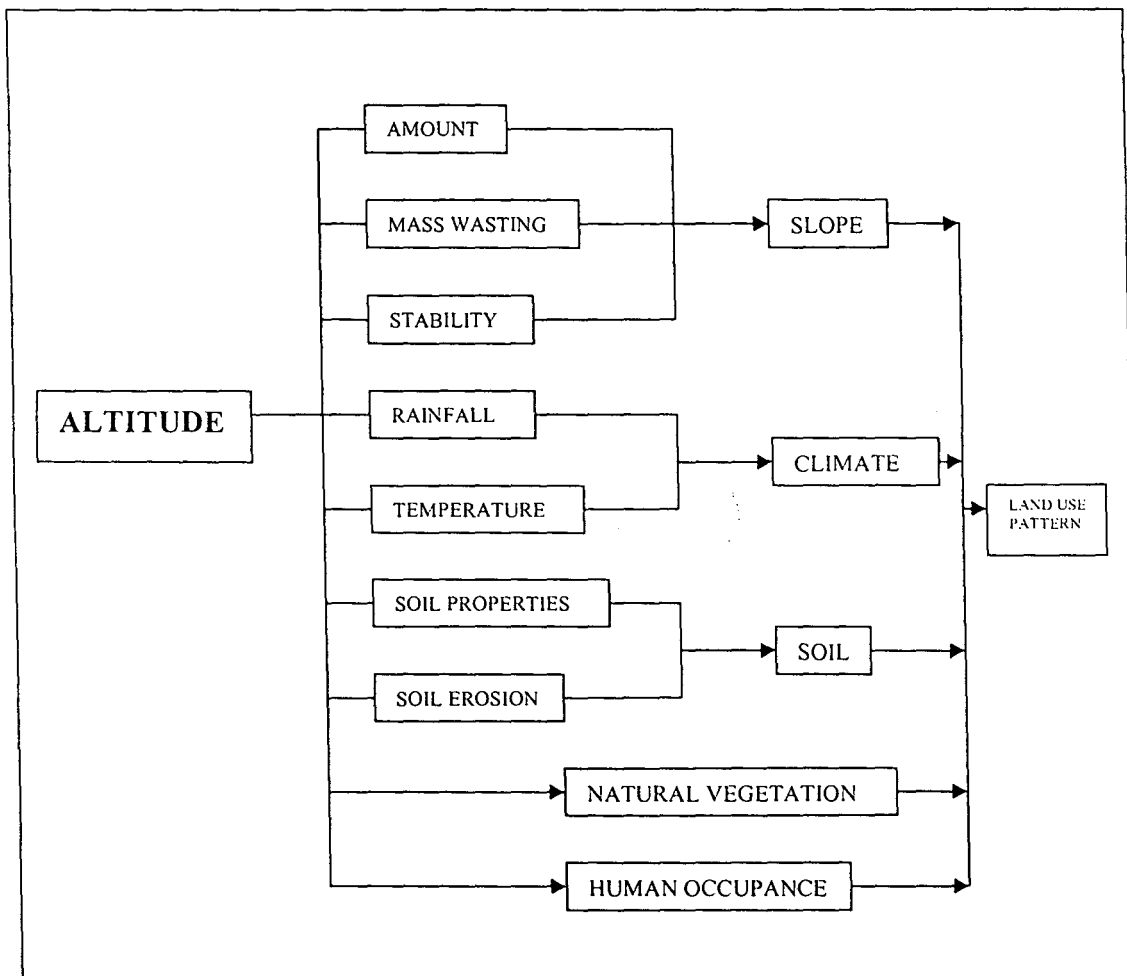 AMOUNT
MASS WASTING
SLOPE
STABILITY
ALTITUDE
RAINFALL
CLIMATE
TEMPERATURE
LAND USE
PATTERN
SOIL PROPERTIES
SOIL
SOIL EROSION
NATURAL VEGETATION
HUMAN OCCUPANCE